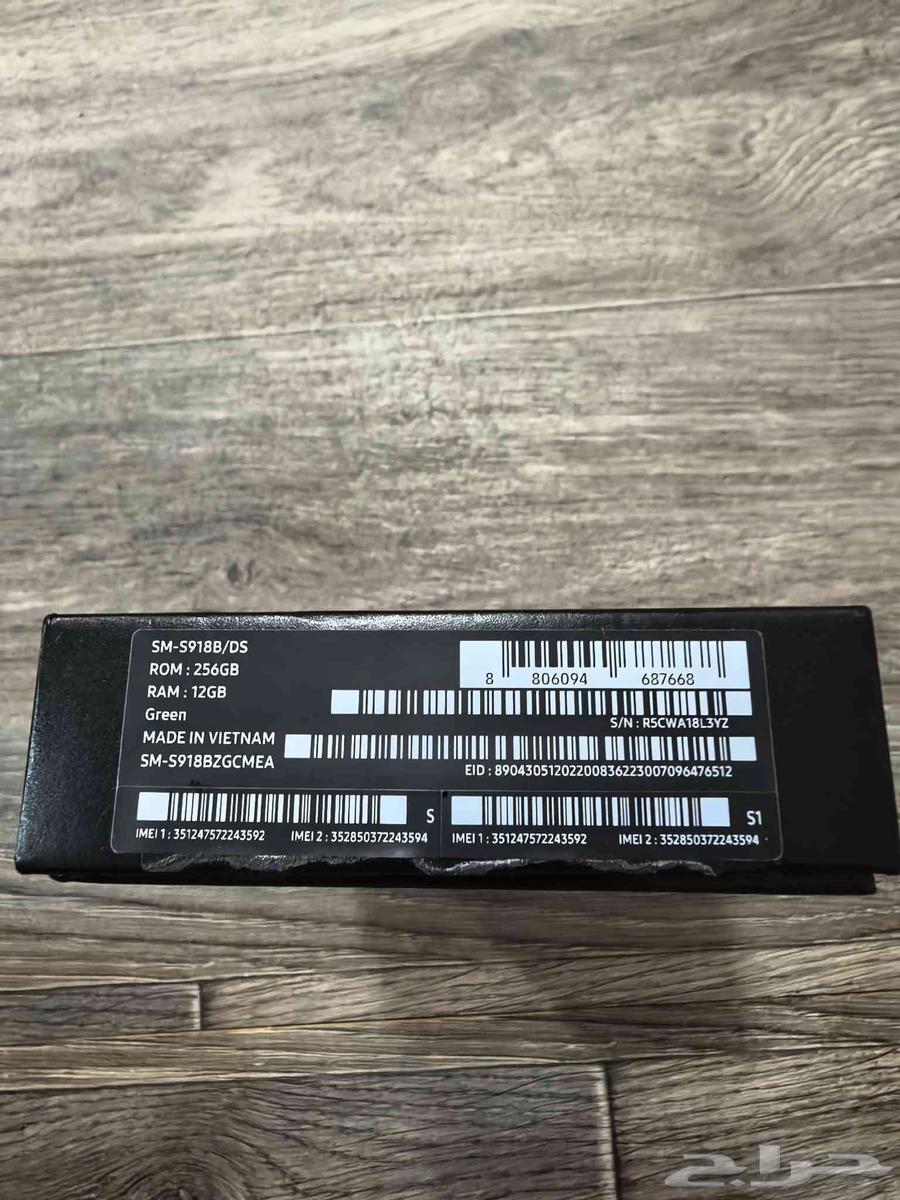 SM-S918B/DS
ROM : 256GB
RAM : 12GB
Green
MADE IN VIETNAM
SM-S918BZGCMEA
8 806094 687668
S/N : R5CWA18L3YZ
EID : 89043051202200836223007096476512
S
IMEI 1 : 351247572243592 IMEI 2 : 352850372243594
S1
IMEI 1 : 351247572243592 IMEI 2 : 352850372243594
حراج